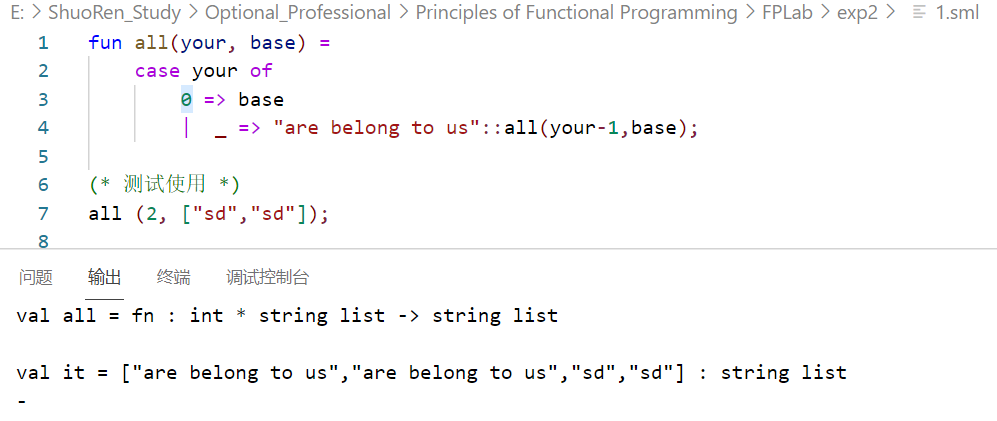 E: > ShuoRen_Study > Optional_Professional > Principles of Functional Programming > FPLab > exp2 > 1.sml
1 fun all(your, base) =
2     case your of
3         0 => base
4         |  _ => "are belong to us"::all(your-1,base);
5
6 (* 测试使用 *)
7 all (2, ["sd","sd"]);
8
问题 输出 终端 调试控制台
val all = fn : int * string list -> string list
val it = ["are belong to us","are belong to us","sd","sd"] : string list
-